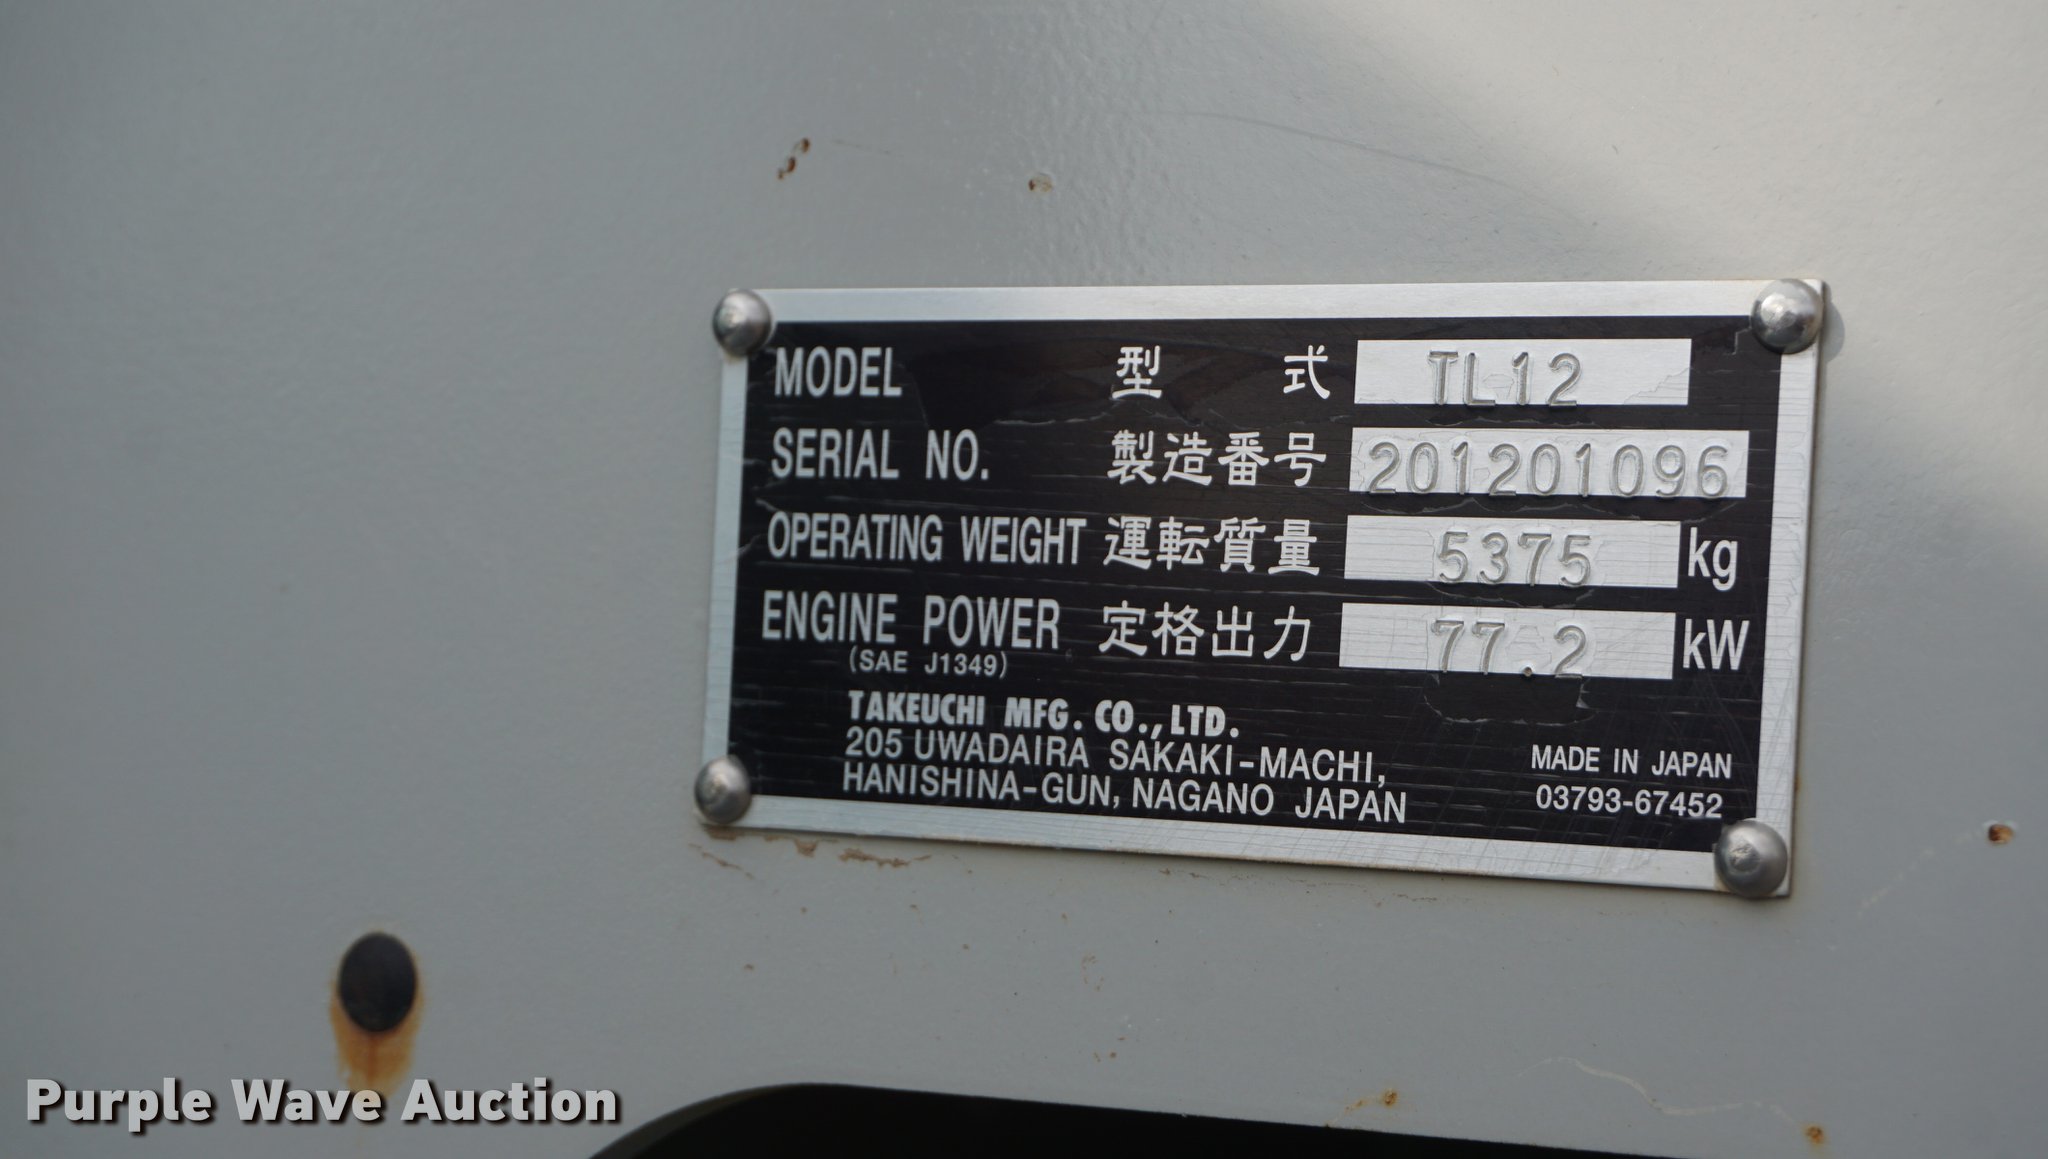 MODEL 型式 TL12
SERIAL NO. 製造番号 201201096
OPERATING WEIGHT 運転質量 5375 kg
ENGINE POWER 定格出力 77.2 kW
(SAE J1349)
TAKEUCHI MFG. CO., LTD.
205 UWADAIRA SAKAKI-MACHI,
HANISHINA-GUN, NAGANO JAPAN
MADE IN JAPAN
03793-67452
Purple Wave Auction